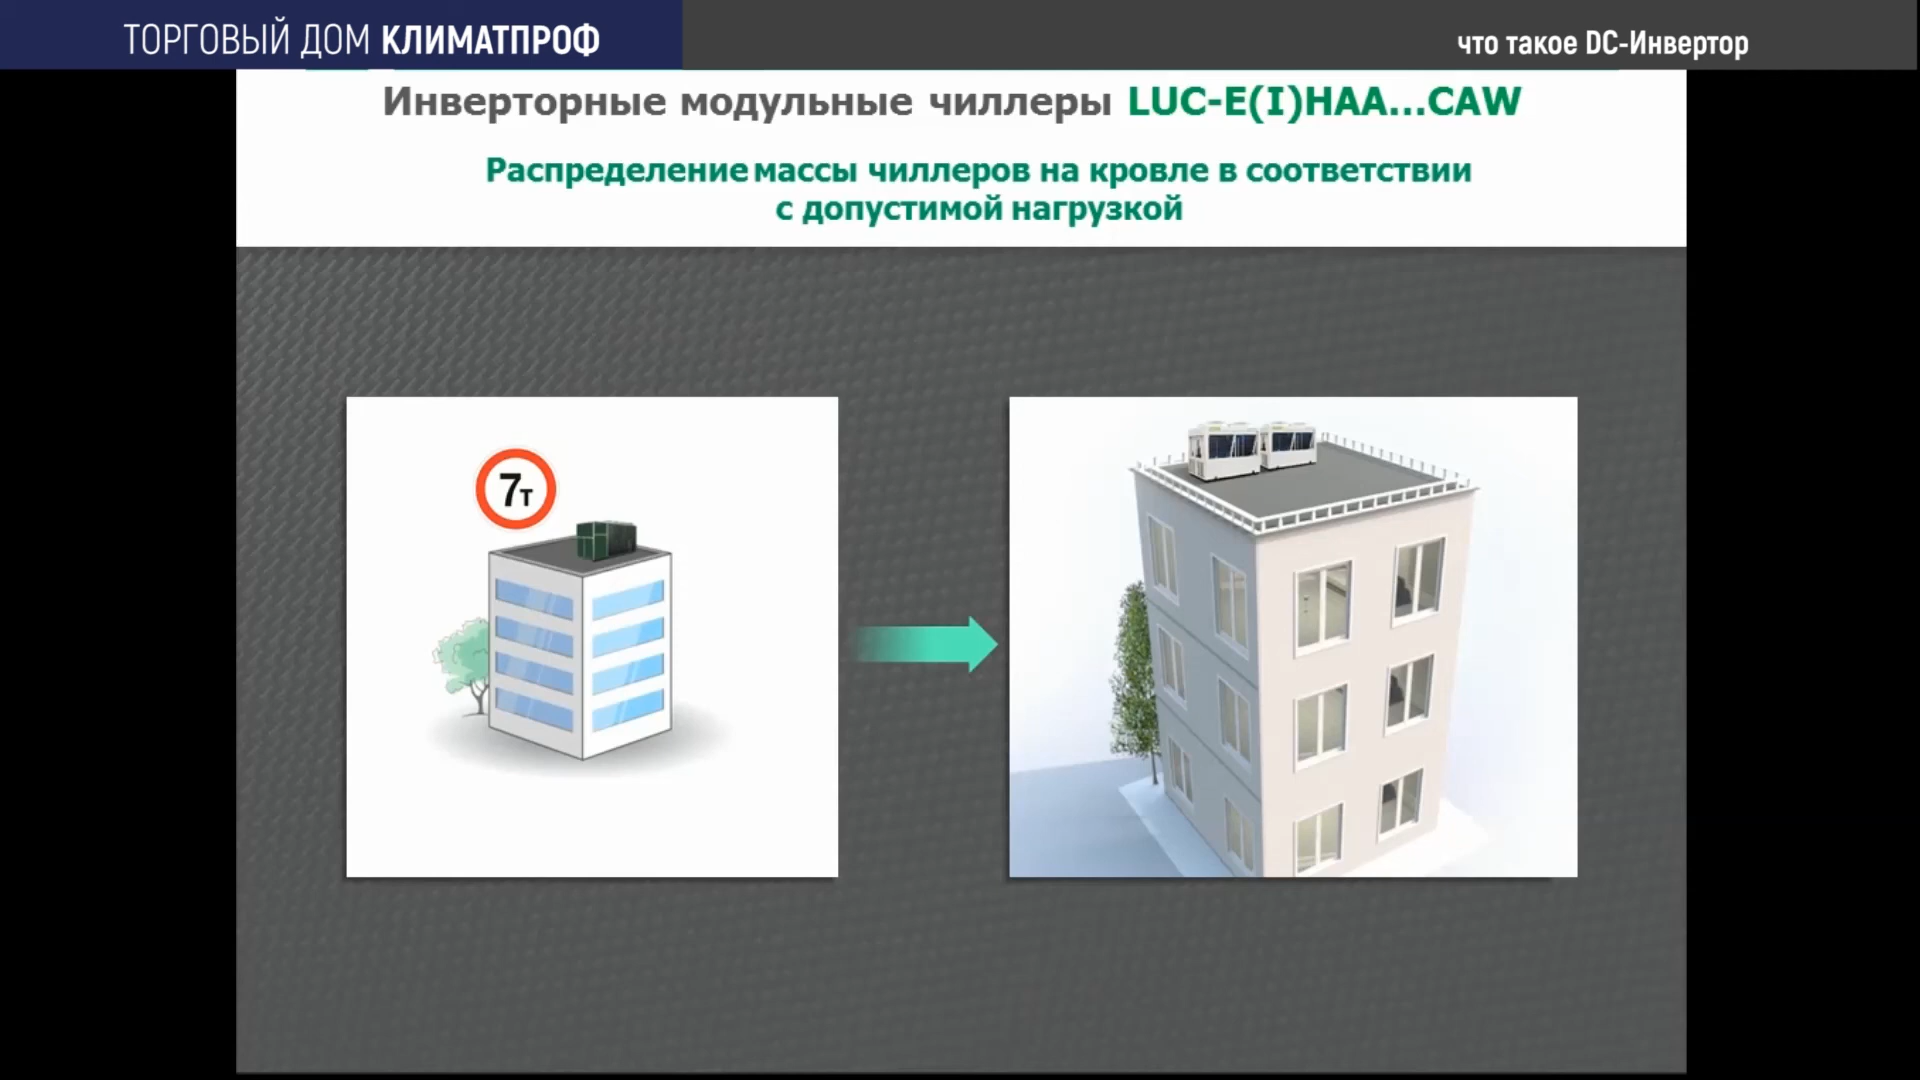 ТОРГОВЫЙ ДОМ КЛИМАТПРОФ
что такое DC-Инвертор
Инверторные модульные чиллеры LUC-E(I)HAA...CAW
Распределение массы чиллеров на кровле в соответствии
с допустимой нагрузкой
7т